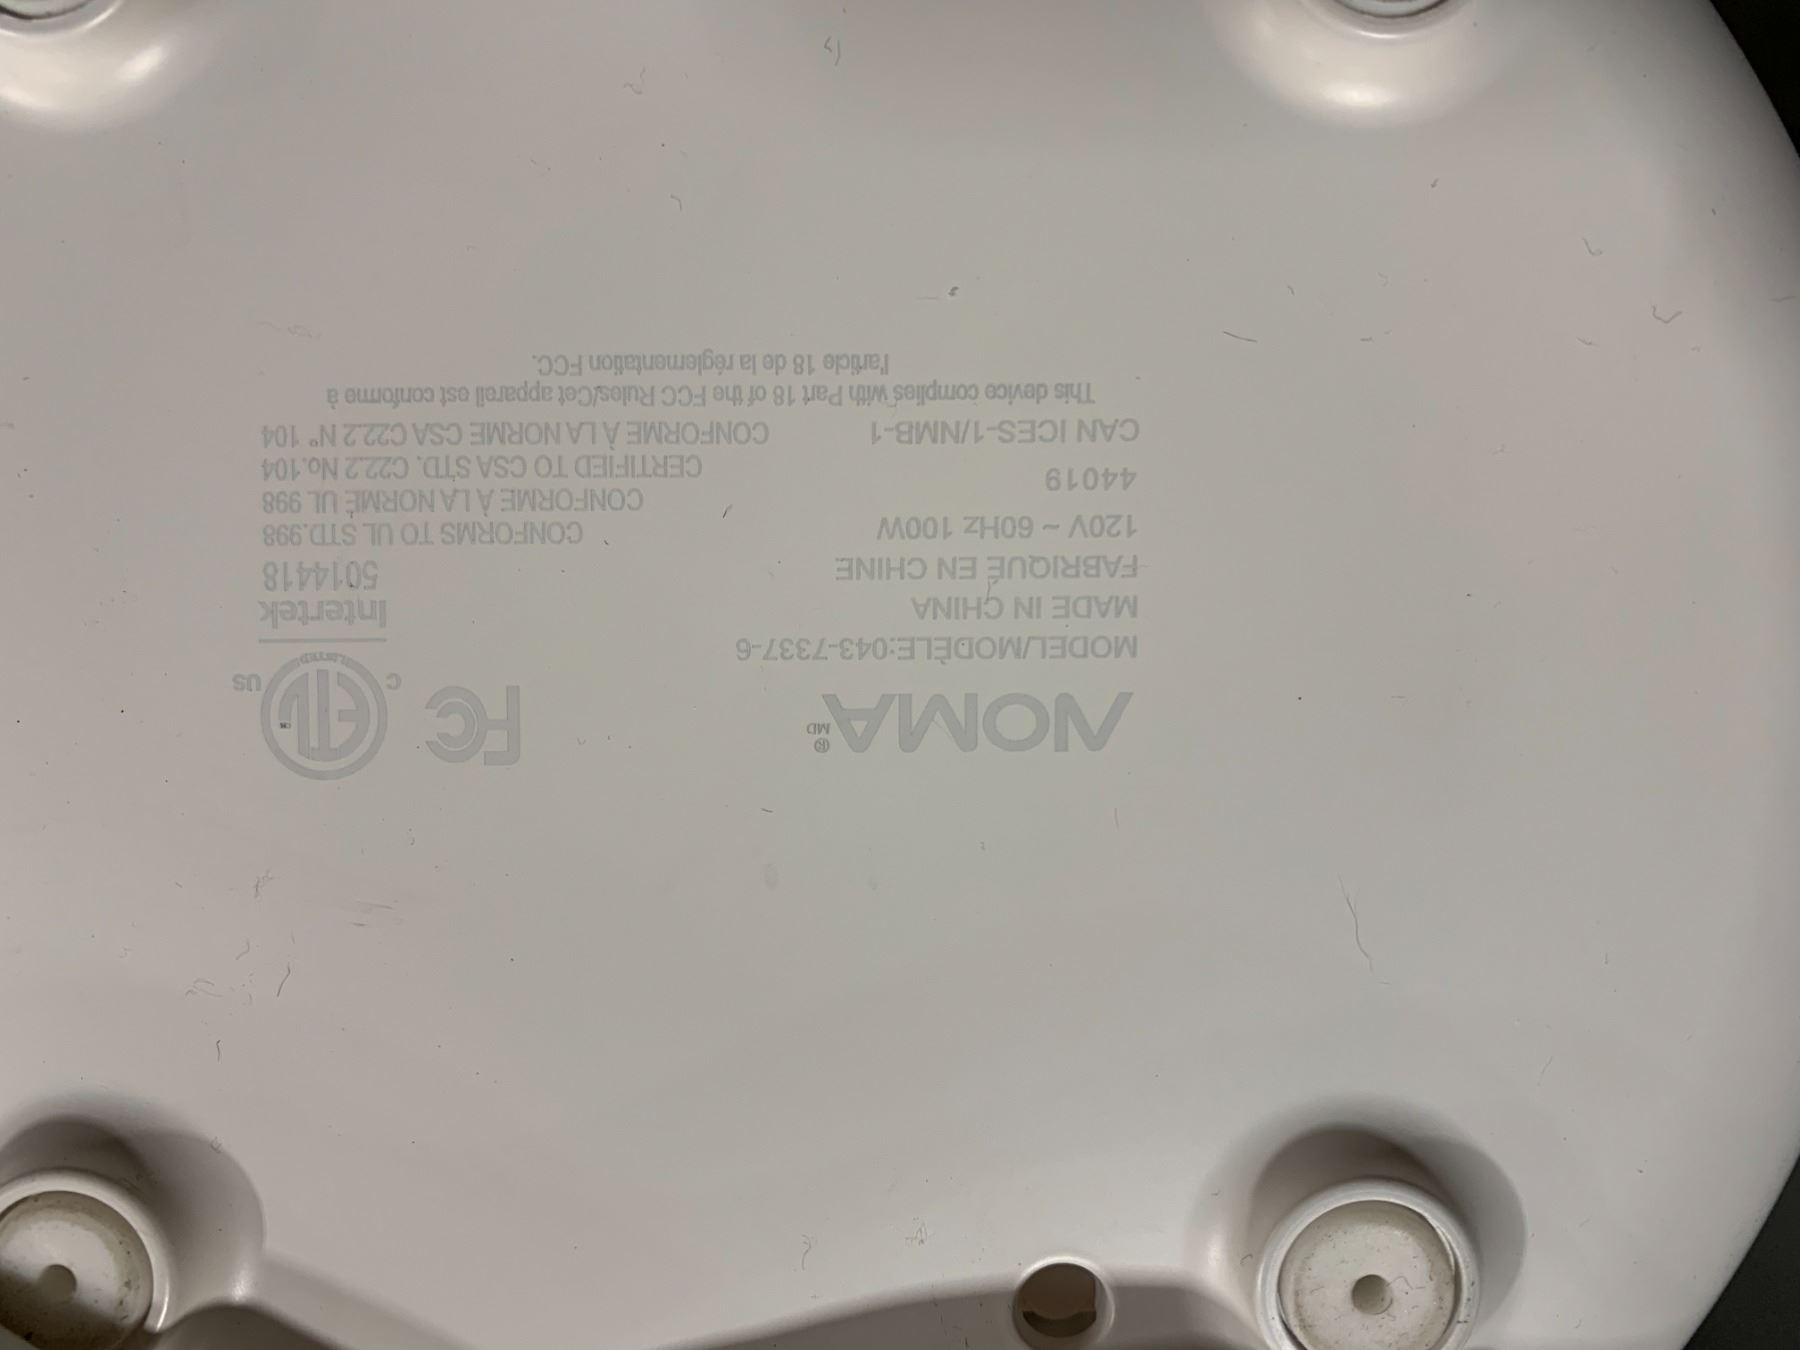 NOMA® MD
MODEL/MODÈLE:043-7337-6
MADE IN CHINA
FABRIQUÉ EN CHINE
120V ~ 60Hz 100W
44019
CAN ICES-1/NMB-1
FC
C ETL US
LISTED
CM
Intertek
5014418
CONFORMS TO UL STD.998
CONFORME À LA NORME UL 998
CERTIFIED TO CSA STD. C22.2 No.104
CONFORME À LA NORME CSA C22.2 N° 104
This device complies with Part 18 of the FCC Rules/Cet appareil est conforme à
l'article 18 de la réglementation FCC.